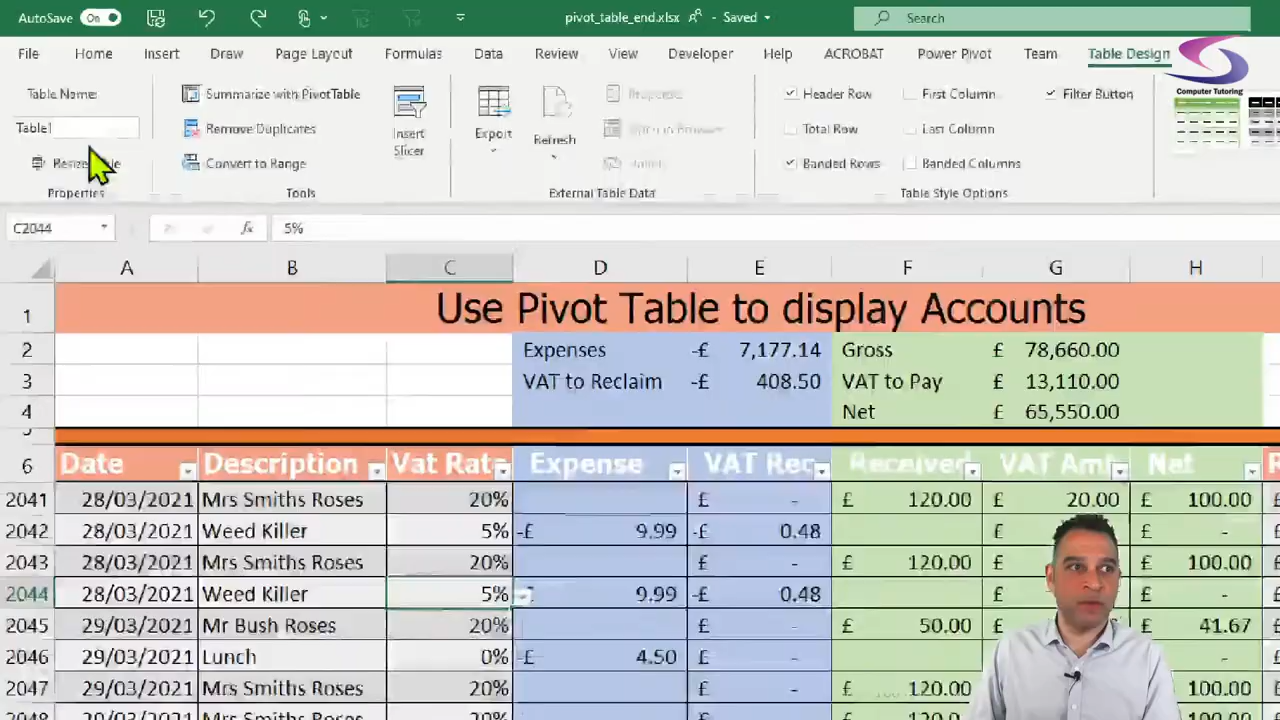 AutoSave On pivot_table_end.xlsx - Saved Search
File Home Insert Draw Page Layout Formulas Data Review View Developer Help ACROBAT Power Pivot Team Table Design
Computer Tutoring
Table Name: Summarize with PivotTable Header Row First Column Filter Button
Table1 Remove Duplicates Insert Slicer Export Refresh Total Row Last Column
Convert to Range Banded Rows Banded Columns
Properties Tools External Table Data Table Style Options
C2044 fx 5%
A B C D E F G H
1 Use Pivot Table to display Accounts
2 Expenses -£ 7,177.14 Gross £ 78,660.00
3 VAT to Reclaim -£ 408.50 VAT to Pay £ 13,110.00
4 Net £ 65,550.00
6 Date Description Vat Rate Expense VAT Rec Received VAT Amt Net
2041 28/03/2021 Mrs Smiths Roses 20% £ - £ 120.00 £ 20.00 £ 100.00
2042 28/03/2021 Weed Killer 5% -£ 9.99 -£ 0.48 £ £ -
2043 28/03/2021 Mrs Smiths Roses 20% £ - £ 120.00 £ £ 100.00
2044 28/03/2021 Weed Killer 5% 9.99 -£ 0.48 £ £ -
2045 29/03/2021 Mr Bush Roses 20% £ - £ 50.00 £ 41.67
2046 29/03/2021 Lunch 0% -£ 4.50 £ - -
2047 29/03/2021 Mrs Smiths Roses 20% £ - £ 120.00 100.00